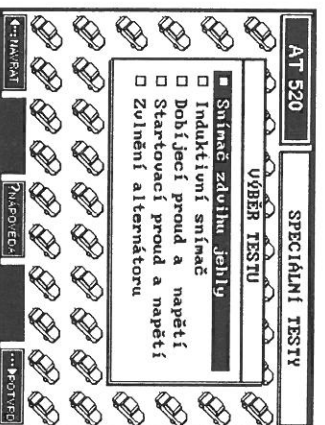 AT 520
SPECIÁLNÍ TESTY
VÝBĚR TESTU
Snímač zdvihu jehly
Induktivní snímač
Dobíjecí proud a napětí
Startovací proud a napětí
Zvlnění alternátoru
NÁVRAT
?NÁPOVĚDA
POTVRD